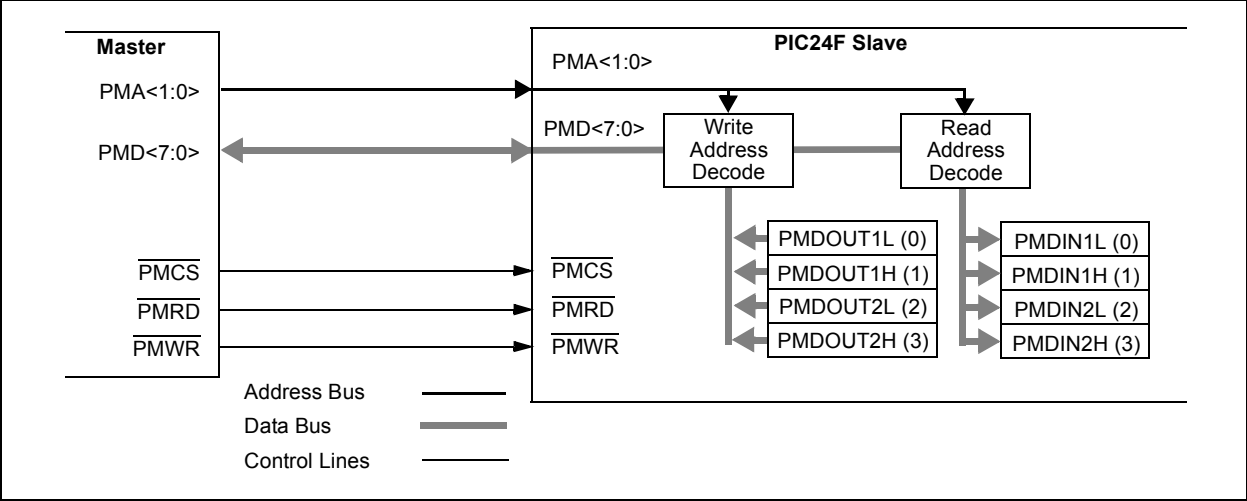 Master
PIC24F Slave
PMA<1:0>
PMA<1:0>
PMD<7:0>
PMD<7:0>
Write
Address
Decode
Read
Address
Decode
PMDOUT1L (0)
PMDOUT1H (1)
PMDOUT2L (2)
PMDOUT2H (3)
PMDIN1L (0)
PMDIN1H (1)
PMDIN2L (2)
PMDIN2H (3)
PMCS
PMCS
PMRD
PMRD
PMWR
PMWR
Address Bus
Data Bus
Control Lines